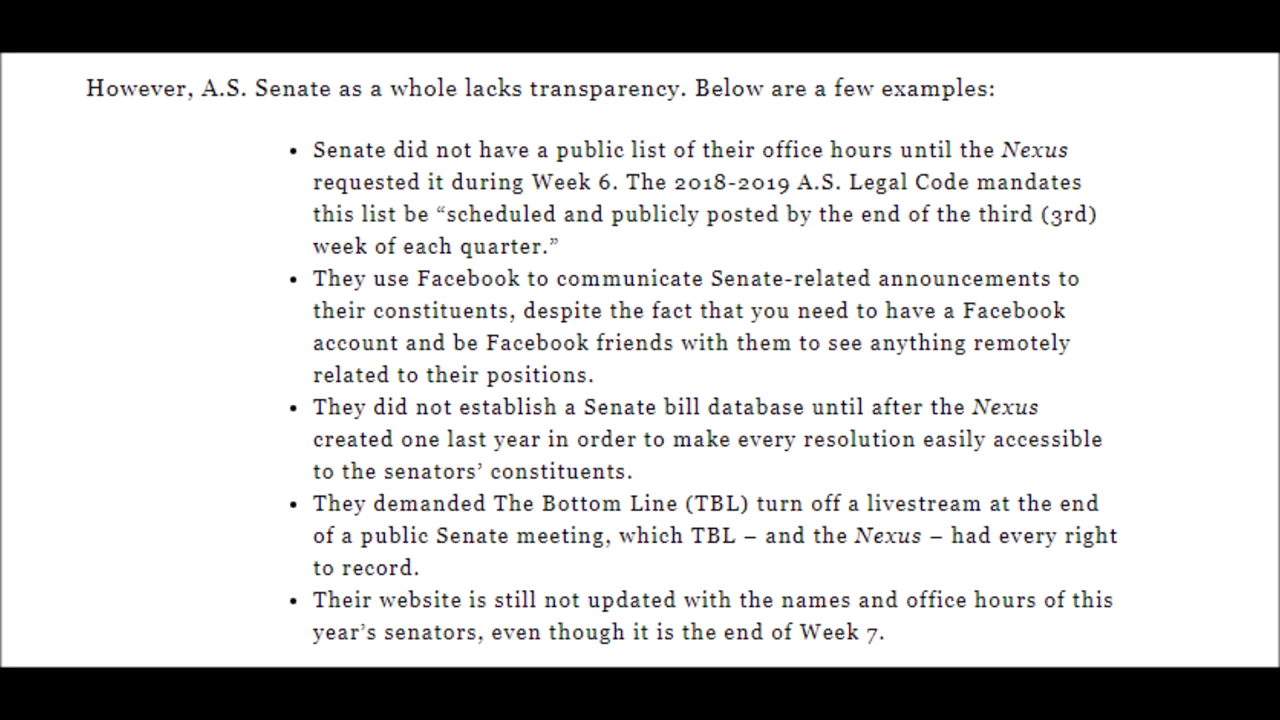 However, A.S. Senate as a whole lacks transparency. Below are a few examples:
• Senate did not have a public list of their office hours until the Nexus
requested it during Week 6. The 2018-2019 A.S. Legal Code mandates
this list be “scheduled and publicly posted by the end of the third (3rd)
week of each quarter.”
• They use Facebook to communicate Senate-related announcements to
their constituents, despite the fact that you need to have a Facebook
account and be Facebook friends with them to see anything remotely
related to their positions.
• They did not establish a Senate bill database until after the Nexus
created one last year in order to make every resolution easily accessible
to the senators’ constituents.
• They demanded The Bottom Line (TBL) turn off a livestream at the end
of a public Senate meeting, which TBL – and the Nexus – had every right
to record.
• Their website is still not updated with the names and office hours of this
year’s senators, even though it is the end of Week 7.